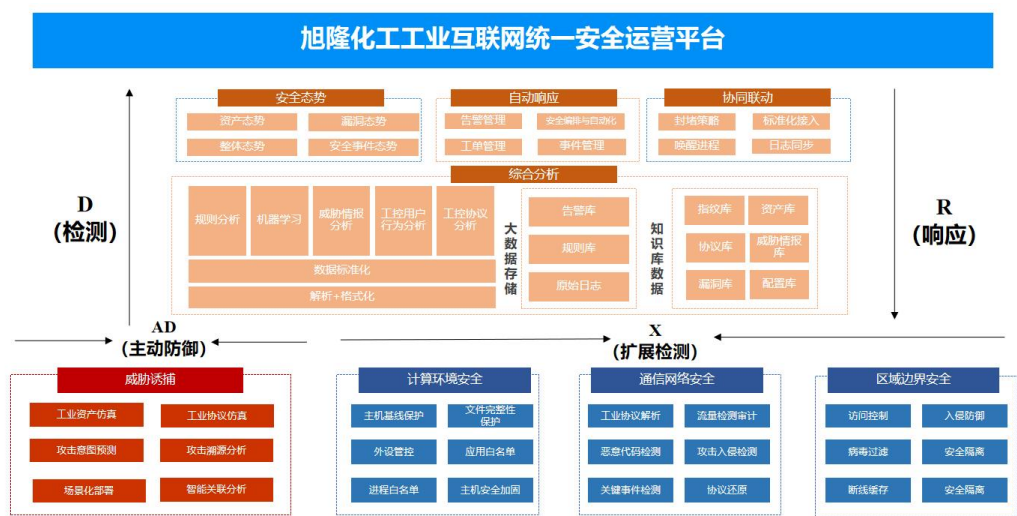 旭隆化工工业互联网统一安全运营平台
安全态势
自动响应
协同联动
资产态势
漏洞态势
告警管理
安全编排与自动化
封堵策略
标准化接入
整体态势
安全事件态势
工单管理
事件管理
唤醒进程
日志同步
综合分析
D
（检测）
R
（响应）
规则分析
机器学习
威胁情报
分析
工控用户
行为分析
工控协议
分析
数据标准化
解析+格式化
大数据存储
告警库
规则库
原始日志
知识库数据
指纹库
资产库
协议库
威胁情报
库
漏洞库
配置库
AD
（主动防御）
X
（扩展检测）
威胁诱捕
工业资产仿真
工业协议仿真
攻击意图预测
攻击溯源分析
场景化部署
智能关联分析
计算环境安全
主机基线保护
文件完整性
保护
外设管控
应用白名单
进程白名单
主机安全加固
通信网络安全
工业协议解析
流量检测审计
恶意代码检测
攻击入侵检测
关键事件检测
协议还原
区域边界安全
访问控制
入侵防御
病毒过滤
安全隔离
断线缓存
安全隔离